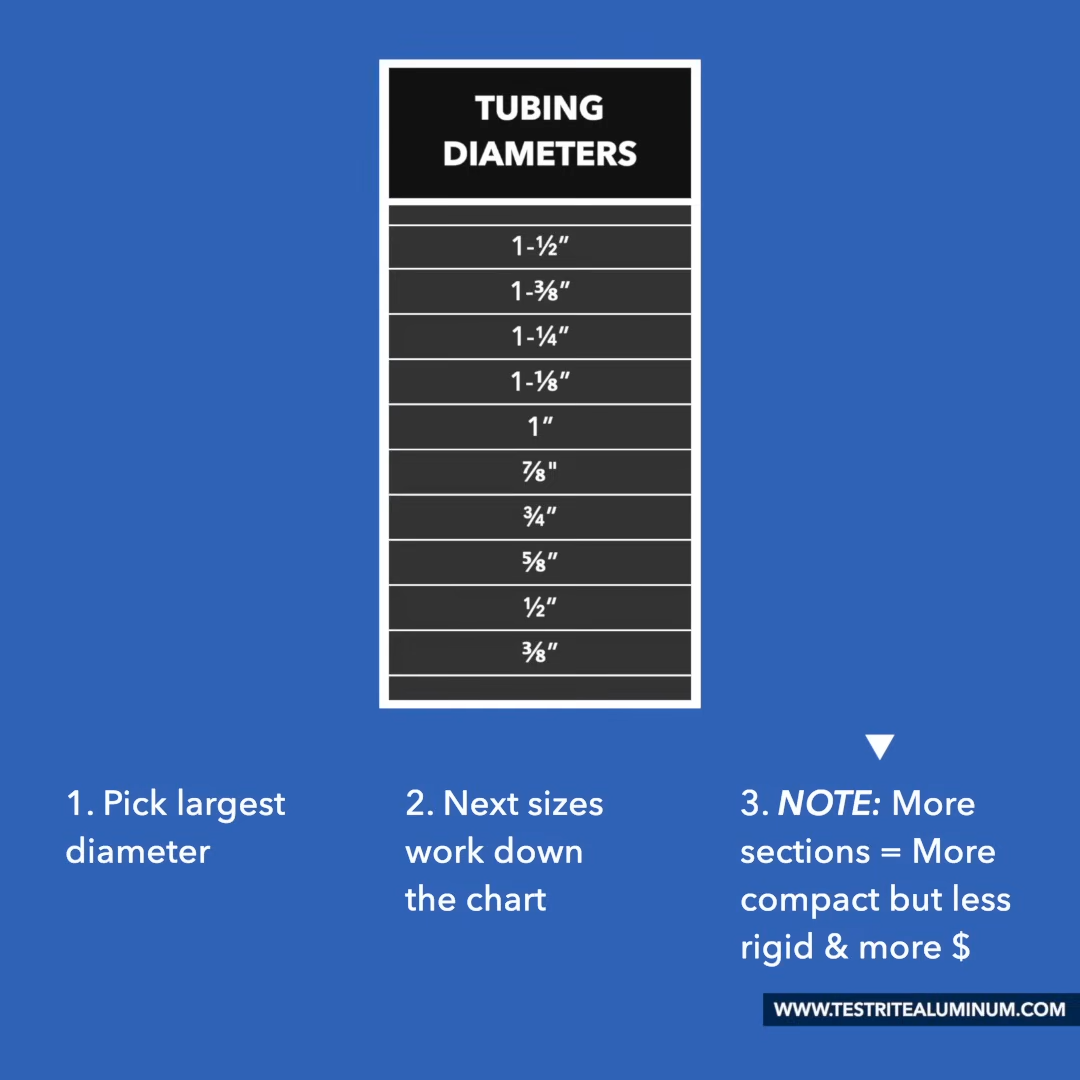 TUBING
DIAMETERS
1-½”
1-⅜”
1-¼”
1-⅛”
1”
⅞"
¾”
⅝”
½”
⅜”
1. Pick largest
diameter
2. Next sizes
work down
the chart
3. NOTE: More
sections = More
compact but less
rigid & more $
WWW.TESTRITEALUMINUM.COM